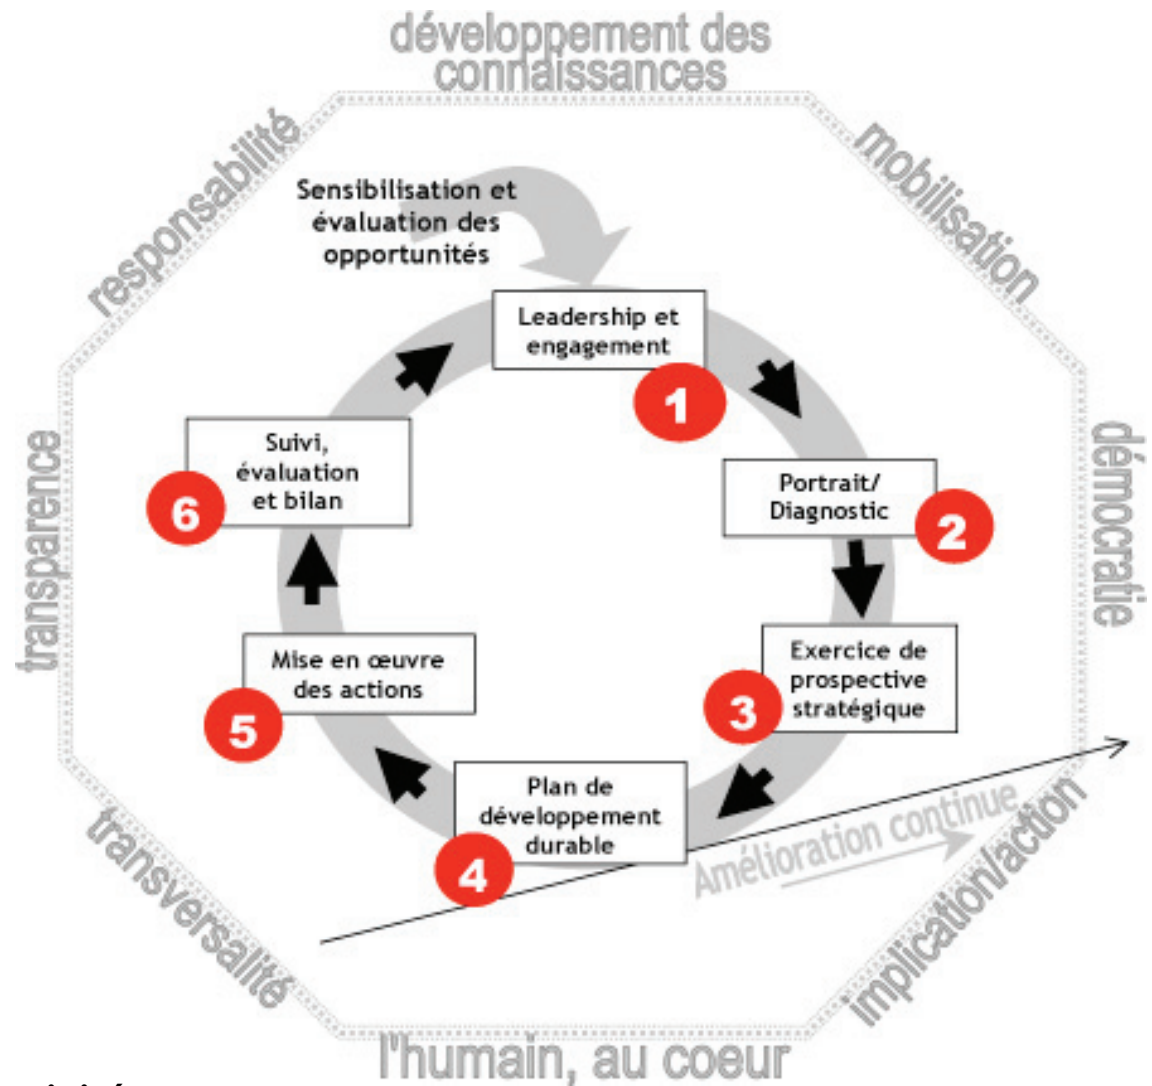 développement des
connaissances
responsabilité
mobilisation
Sensibilisation et
évaluation des
opportunités
Leadership et
engagement
1
Suivi,
évaluation
et bilan
6
Portrait/
Diagnostic
2
transparence
démocratie
Mise en œuvre
des actions
5
Exercice de
prospective
stratégique
3
Plan de
développement
durable
4
Amélioration continue
transversalité
implication/action
l'humain, au coeur